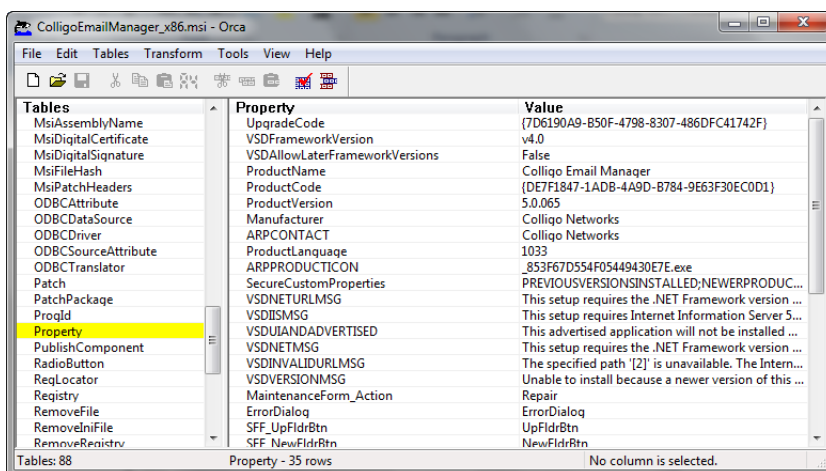 ColligoEmailManager_x86.msi - Orca
File Edit Tables Transform Tools View Help
Tables Property Value
MsiAssemblyName UpgradeCode {7D6190A9-B50F-4798-8307-486DFC41742F}
MsiDigitalCertificate VSDFrameworkVersion v4.0
MsiDigitalSignature VSDAllowLaterFrameworkVersions False
MsiFileHash ProductName Colligo Email Manager
MsiPatchHeaders ProductCode {DE7F1847-1ADB-4A9D-B784-9E63F30EC0D1}
ODBCAttribute ProductVersion 5.0.065
ODBCDataSource Manufacturer Colligo Networks
ODBCDriver ARPCONTACT Colligo Networks
ODBCSourceAttribute ProductLanguage 1033
ODBCTranslator ARPPRODUCTICON _853F67D554F05449430E7E.exe
Patch SecureCustomProperties PREVIOUSVERSIONSINSTALLED;NEWERPRODUC...
PatchPackage VSDNETURLMSG This setup requires the .NET Framework version ...
ProgId VSDIISMSG This setup requires Internet Information Server 5...
Property VSDUIANDADVERTISED This advertised application will not be installed ...
PublishComponent VSDNETMSG This setup requires the .NET Framework version ...
RadioButton VSDINVALIDURLMSG The specified path '[2]' is unavailable. The Intern...
ReqLocator VSDVERSIONMSG Unable to install because a newer version of this ...
Registry MaintenanceForm_Action Repair
RemoveFile ErrorDialog ErrorDialog
RemoveIniFile SFF_UpFldrBtn UpFldrBtn
RemoveRegistry SFF_NewFldrBtn NewFldrBtn
Tables: 88 Property - 35 rows No column is selected.